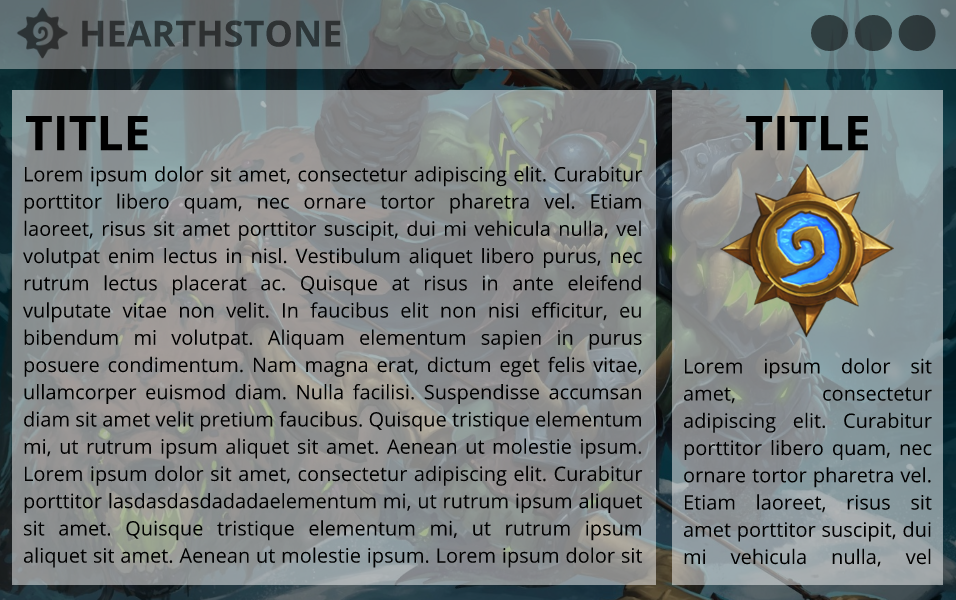 HEARTHSTONE
TITLE
Lorem ipsum dolor sit amet, consectetur adipiscing elit. Curabitur
porttitor libero quam, nec ornare tortor pharetra vel. Etiam
laoreet, risus sit amet porttitor suscipit, dui mi vehicula nulla, vel
volutpat enim lectus in nisl. Vestibulum aliquet libero purus, nec
rutrum lectus placerat ac. Quisque at risus in ante eleifend
vulputate vitae non velit. In faucibus elit non nisi efficitur, eu
bibendum mi volutpat. Aliquam elementum sapien in purus
posuere condimentum. Nam magna erat, dictum eget felis vitae,
ullamcorper euismod diam. Nulla facilisi. Suspendisse accumsan
diam sit amet velit pretium faucibus. Quisque tristique elementum
mi, ut rutrum ipsum aliquet sit amet. Aenean ut molestie ipsum.
Lorem ipsum dolor sit amet, consectetur adipiscing elit. Curabitur
porttitor lasdasdasdadadaelementum mi, ut rutrum ipsum aliquet
sit amet. Quisque tristique elementum mi, ut rutrum ipsum
aliquet sit amet. Aenean ut molestie ipsum. Lorem ipsum dolor sit
TITLE
Lorem ipsum dolor sit
amet, consectetur
adipiscing elit. Curabitur
porttitor libero quam, nec
ornare tortor pharetra vel.
Etiam laoreet, risus sit
amet porttitor suscipit, dui
mi vehicula nulla, vel